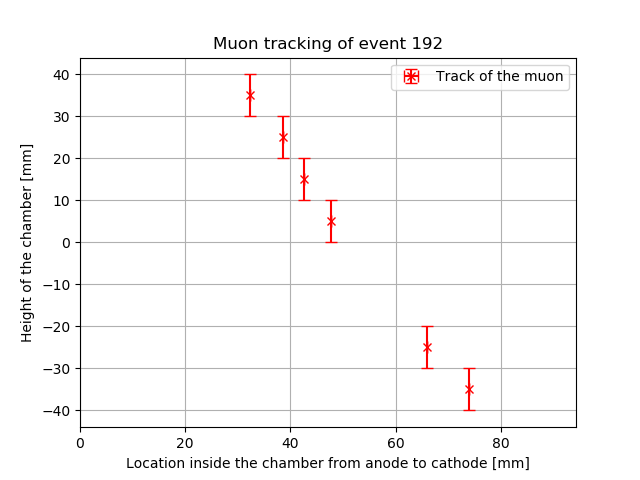 Muon tracking of event 192
Track of the muon
Height of the chamber [mm]
40
30
20
10
0
−10
−20
−30
−40
0 20 40 60 80
Location inside the chamber from anode to cathode [mm]